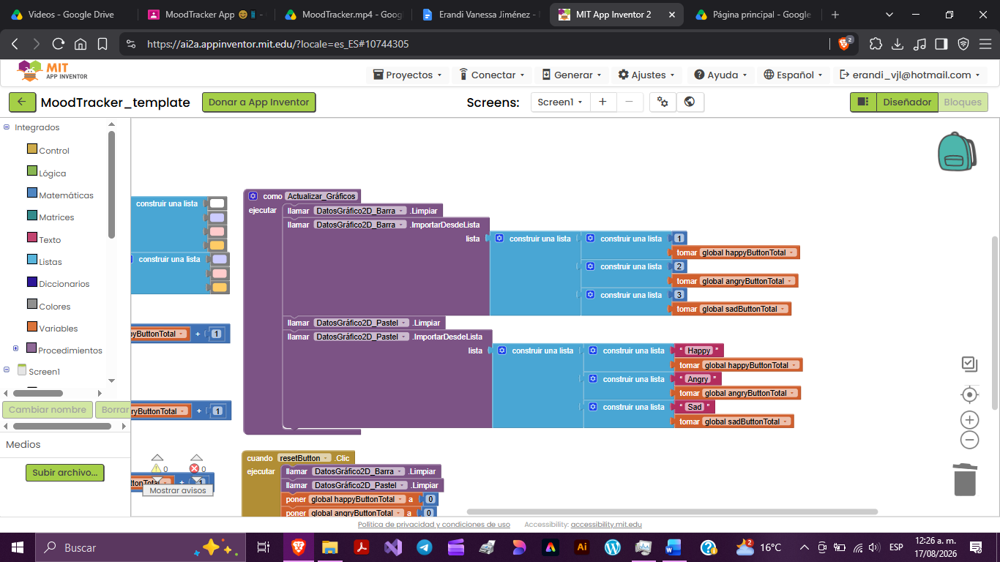 Videos - Google Drive
MoodTracker App
MoodTracker.mp4 - Goog
Erandi Vanessa Jiménez -
MIT App Inventor 2
Página principal - Google
https://ai2a.appinventor.mit.edu/?locale=es_ES#10744305
2
MIT
APP INVENTOR
Proyectos
Conectar
Generar
Ajustes
Ayuda
Español
erandi_vjl@hotmail.com
MoodTracker_template
Donar a App Inventor
Screens:
Screen1
Diseñador
Bloques
Integrados
Control
Lógica
Matemáticas
Matrices
Texto
Listas
Diccionarios
Colores
Variables
Procedimientos
Screen1
Cambiar nombre
Borrar
Medios
Subir archivo...
construir una lista
construir una lista
pyButtonTotal + 1
ryButtonTotal + 1
0 0
Mostrar avisos
como Actualizar_Gráficos
ejecutar llamar DatosGráfico2D_Barra .Limpiar
llamar DatosGráfico2D_Barra .ImportarDesdeLista
lista construir una lista construir una lista 1
tomar global happyButtonTotal
construir una lista 2
tomar global angryButtonTotal
construir una lista 3
tomar global sadButtonTotal
llamar DatosGráfico2D_Pastel .Limpiar
llamar DatosGráfico2D_Pastel .ImportarDesdeLista
lista construir una lista construir una lista " Happy "
tomar global happyButtonTotal
construir una lista " Angry "
tomar global angryButtonTotal
construir una lista " Sad "
tomar global sadButtonTotal
cuando resetButton .Clic
ejecutar llamar DatosGráfico2D_Barra .Limpiar
llamar DatosGráfico2D_Pastel .Limpiar
poner global happyButtonTotal a 0
poner global angryButtonTotal a 0
Política de privacidad y condiciones de uso Accessibility: accessibility.mit.edu
Buscar
Ai
2
16°C
ESP
12:26 a. m.
17/08/2026